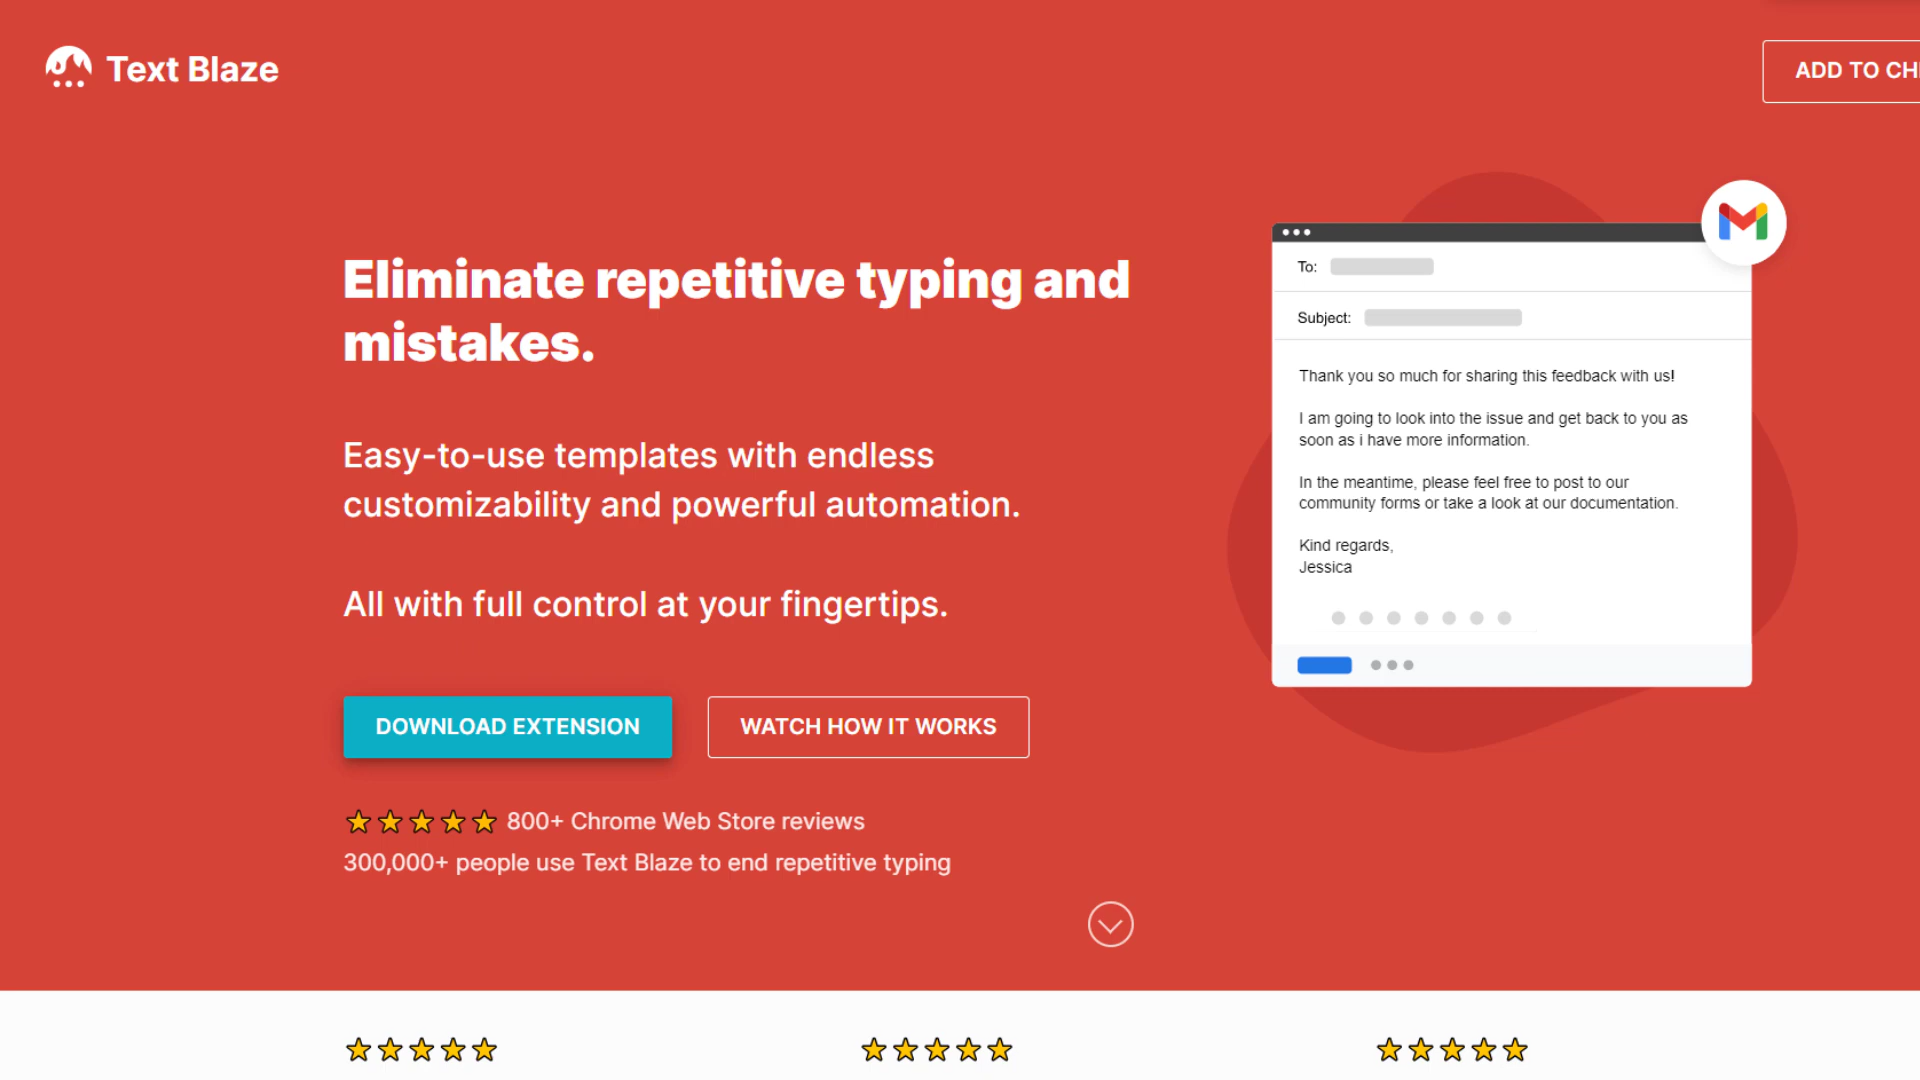 Text Blaze
ADD TO CH
Eliminate repetitive typing and
mistakes.
Easy-to-use templates with endless
customizability and powerful automation.
All with full control at your fingertips.
DOWNLOAD EXTENSION
WATCH HOW IT WORKS
800+ Chrome Web Store reviews
300,000+ people use Text Blaze to end repetitive typing
To:
Subject:
Thank you so much for sharing this feedback with us!
I am going to look into the issue and get back to you as
soon as i have more information.
In the meantime, please feel free to post to our
community forms or take a look at our documentation.
Kind regards,
Jessica